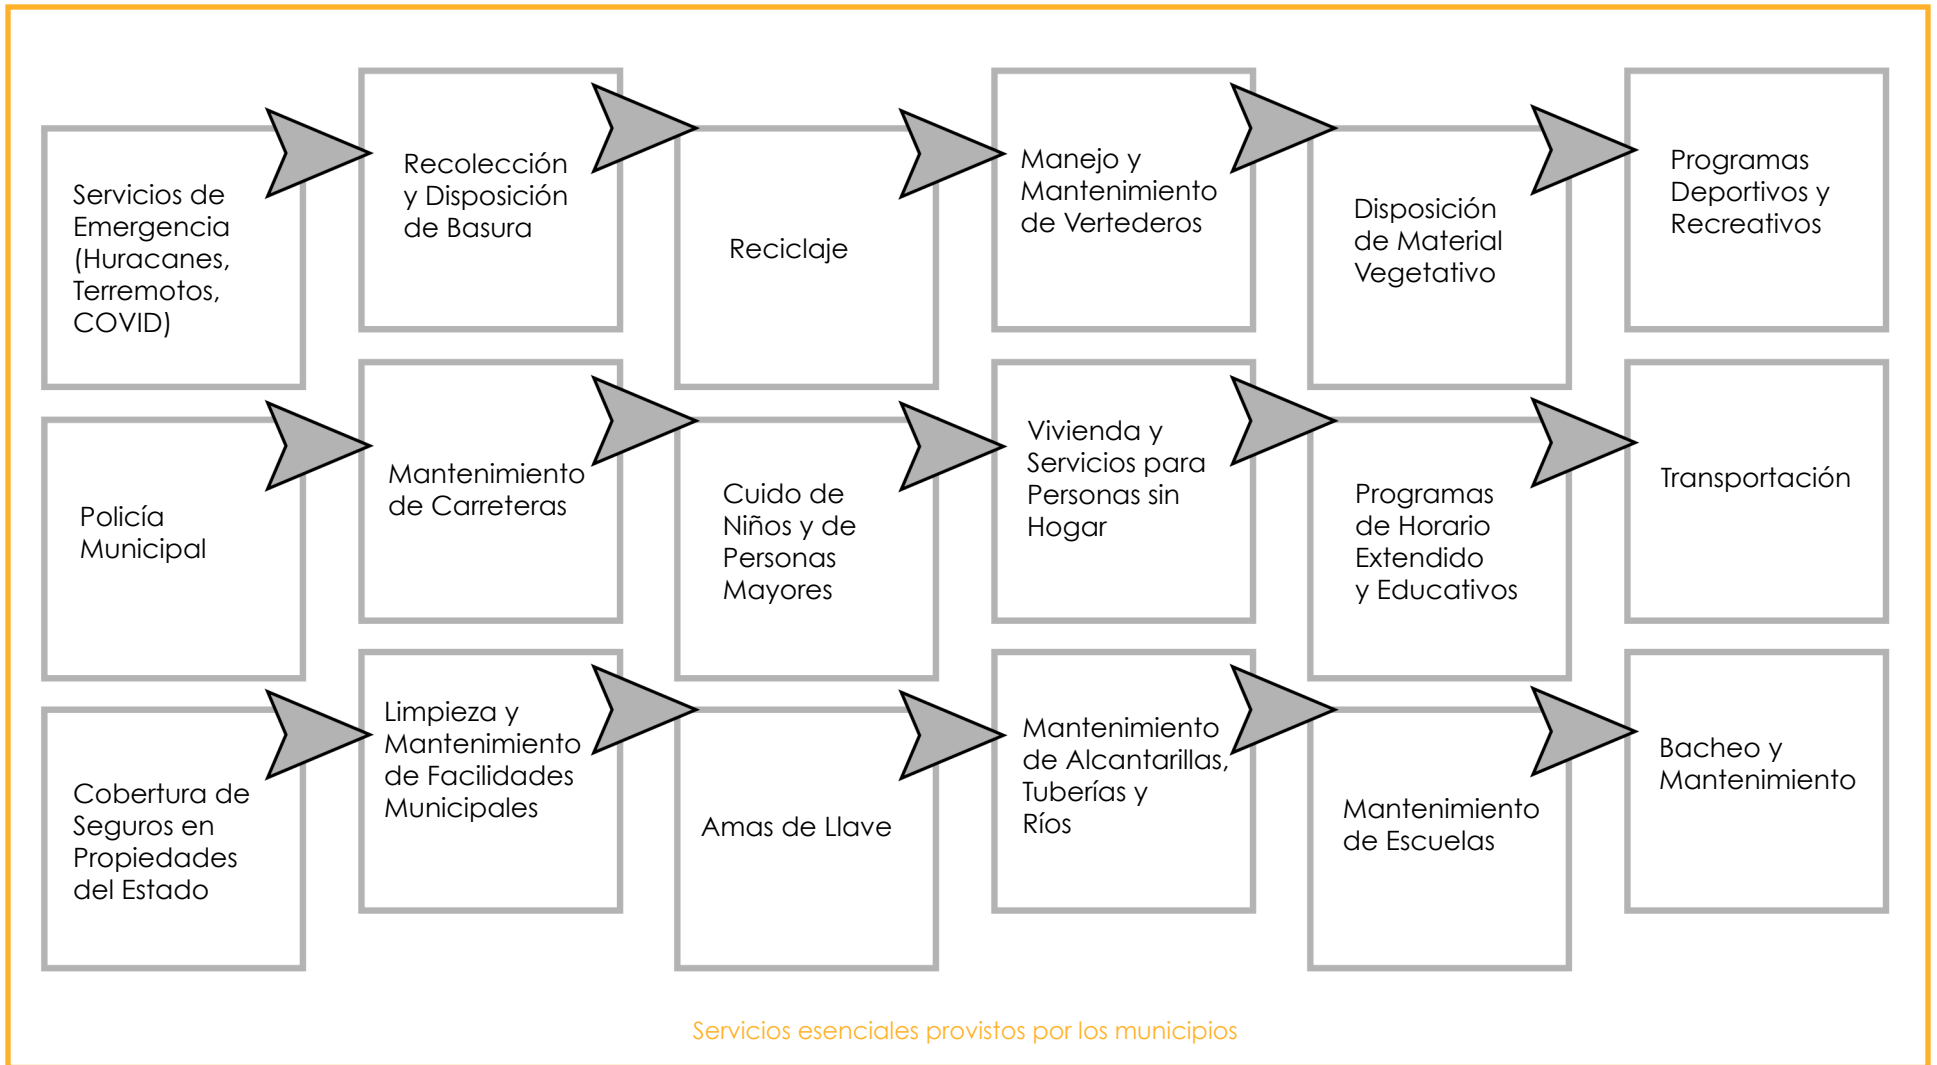 Servicios de
Emergencia
(Huracanes,
Terremotos,
COVID)
Recolección
y Disposición
de Basura
Reciclaje
Manejo y
Mantenimiento
de Vertederos
Disposición
de Material
Vegetativo
Programas
Deportivos y
Recreativos
Policía
Municipal
Mantenimiento
de Carreteras
Cuido de
Niños y de
Personas
Mayores
Vivienda y
Servicios para
Personas sin
Hogar
Programas
de Horario
Extendido
y Educativos
Transportación
Cobertura de
Seguros en
Propiedades
del Estado
Limpieza y
Mantenimiento
de Facilidades
Municipales
Amas de Llave
Mantenimiento
de Alcantarillas,
Tuberías y
Ríos
Mantenimiento
de Escuelas
Bacheo y
Mantenimiento
Servicios esenciales provistos por los municipios